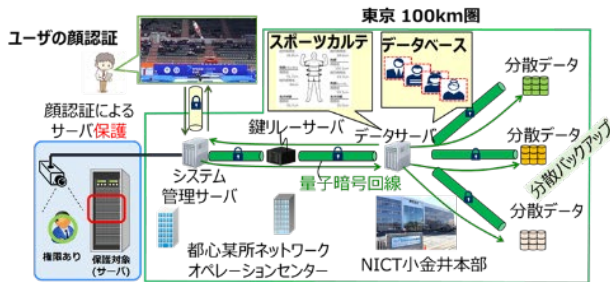 東京 100km圏
ユーザの顔認証
スポーツカルテ
データベース
分散データ
顔認証による
サーバ保護
鍵リレーサーバ
データサーバ
分散データ
分散バックアップ
システム
管理サーバ
量子暗号回線
分散データ
権限あり
保護対象
(サーバ)
都心某所ネットワーク
オペレーションセンター
NICT小金井本部